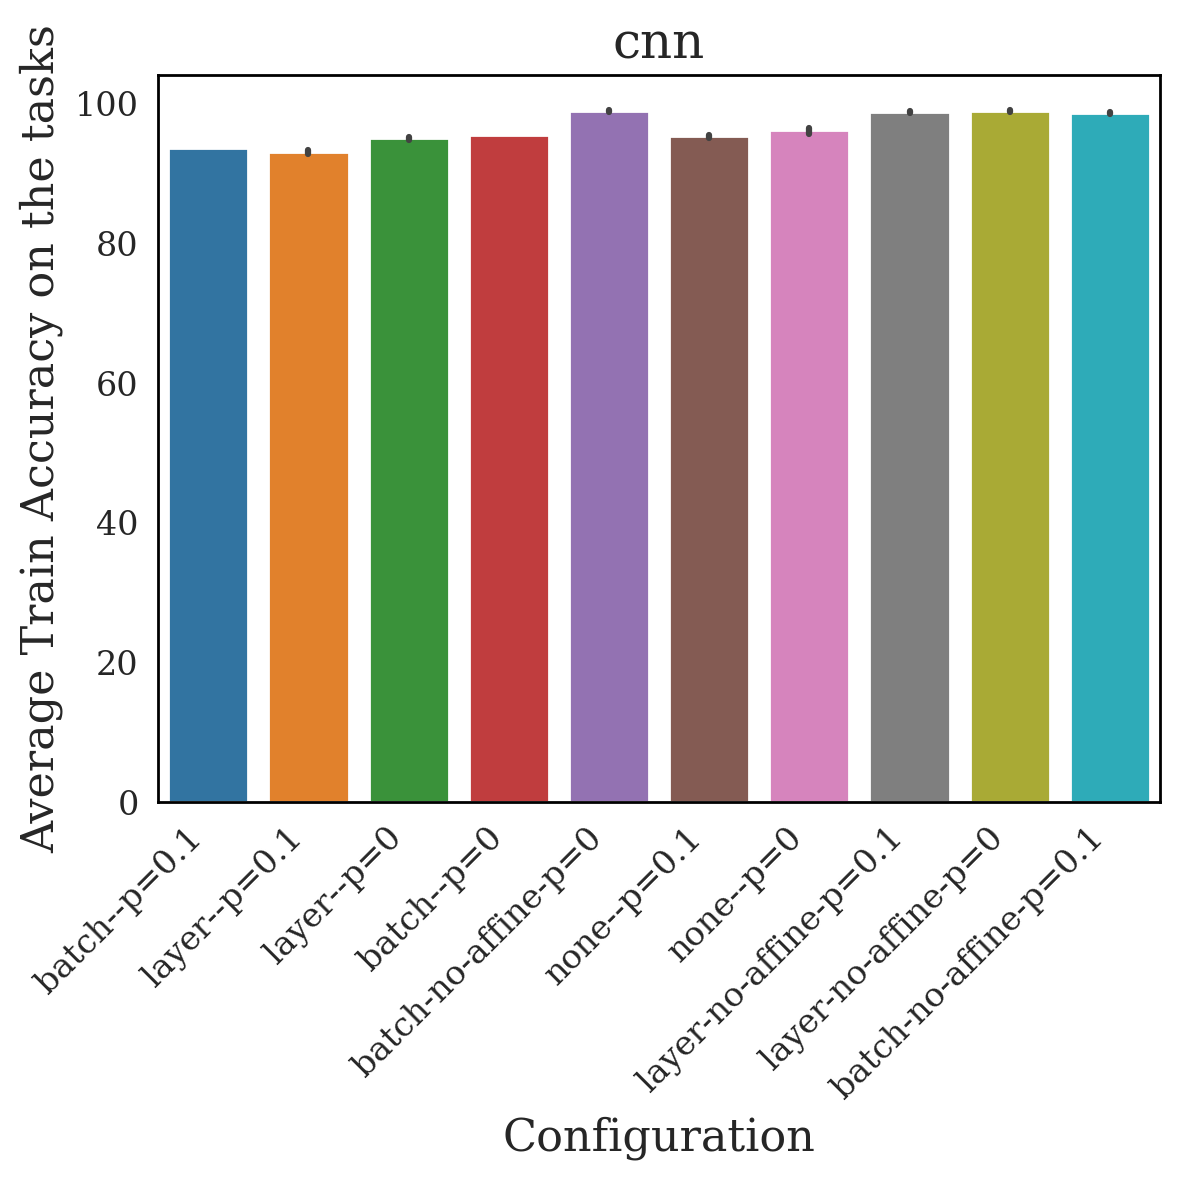 cnn
Average Train Accuracy on the tasks
100
80
60
40
20
0
batch--p=0.1
layer--p=0.1
layer--p=0
batch--p=0
batch-no-affine-p=0
none--p=0.1
none--p=0
layer-no-affine-p=0.1
layer-no-affine-p=0
batch-no-affine-p=0.1
Configuration